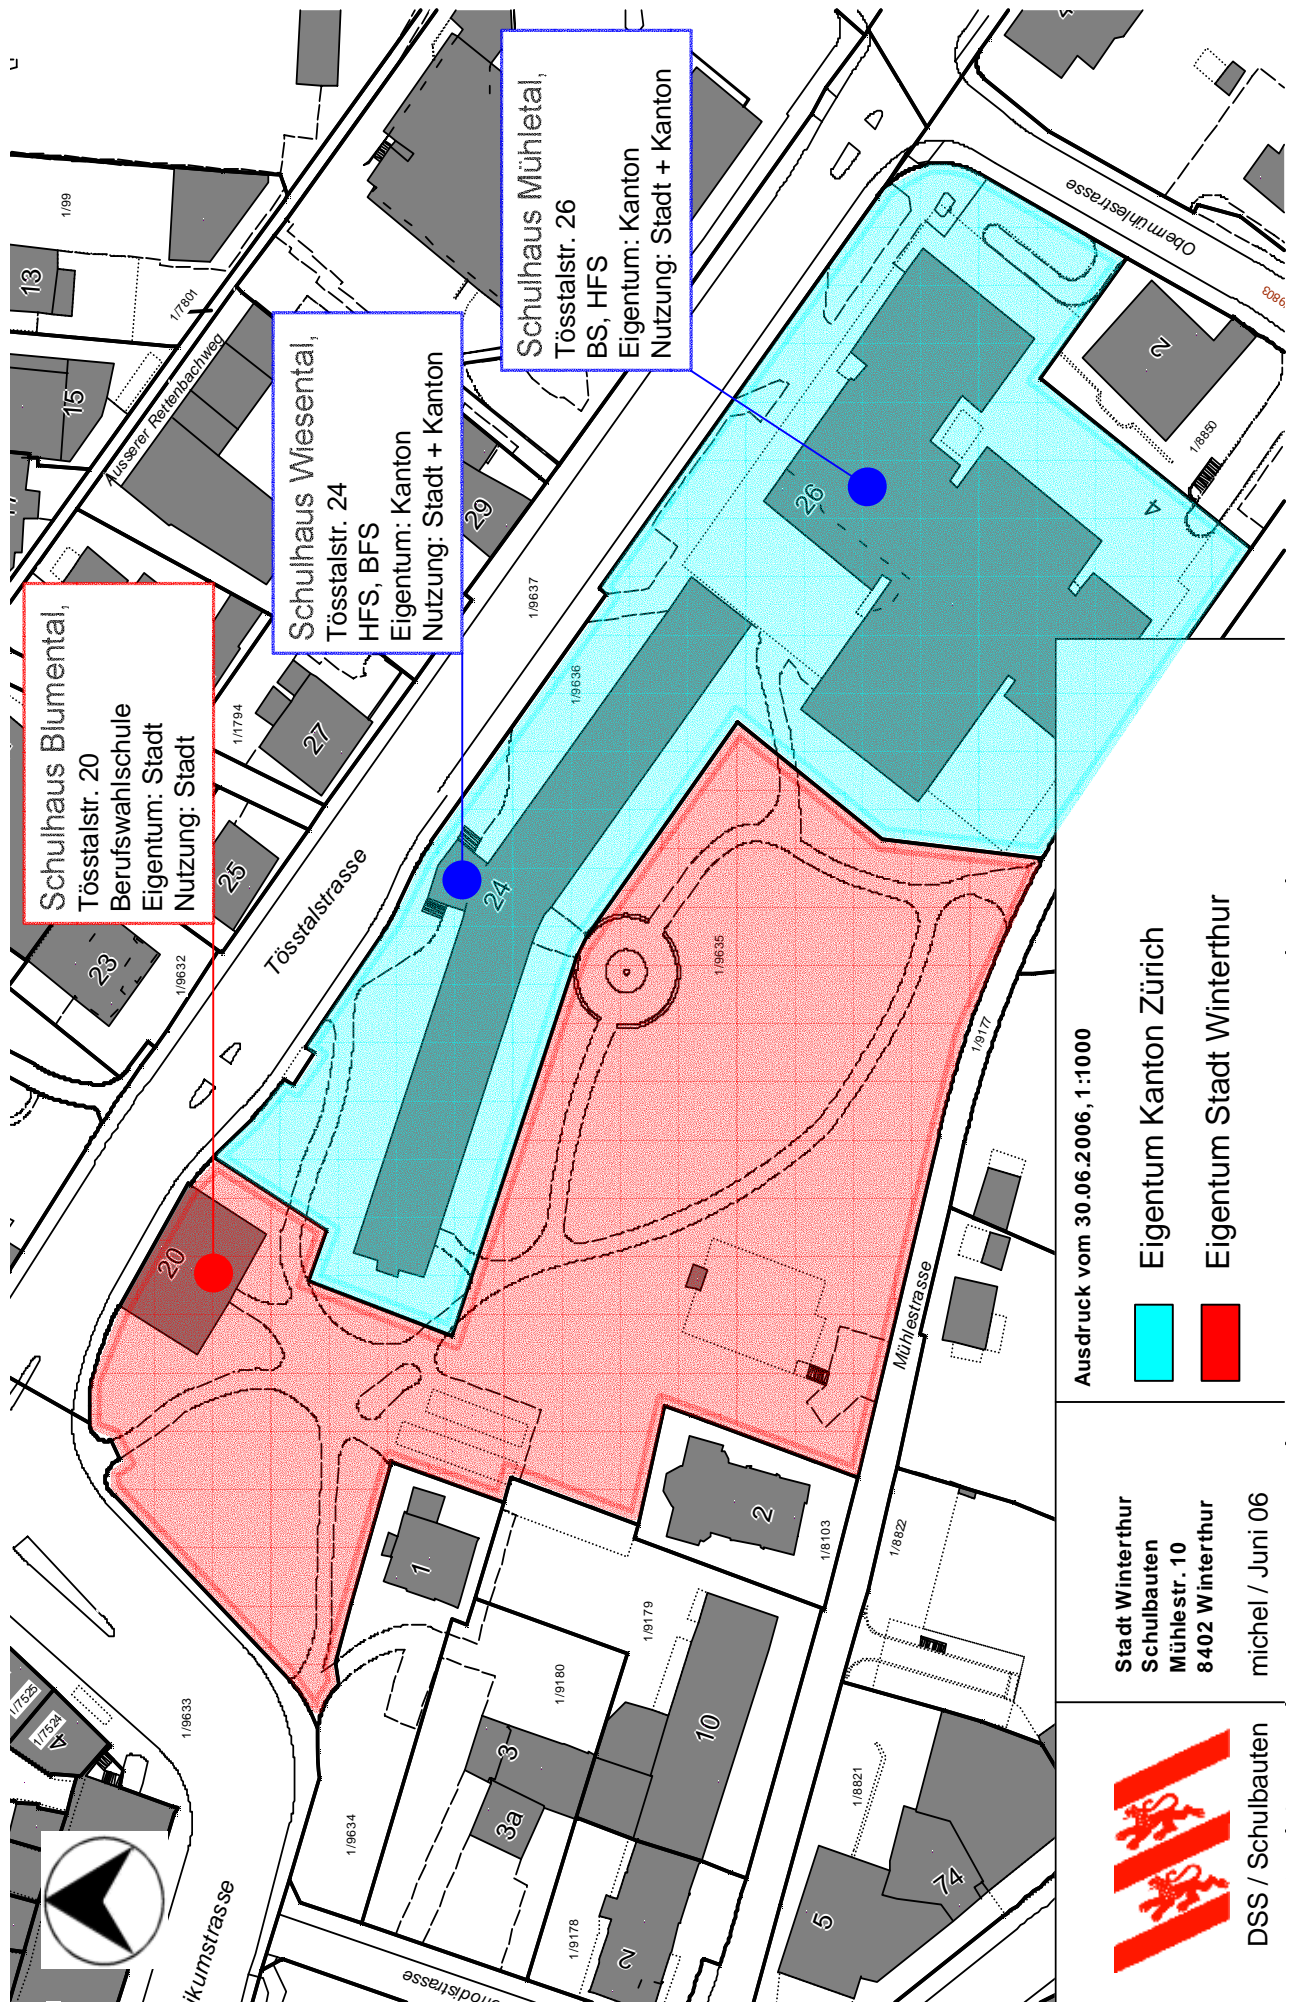 Schulhaus Blumental,
Tösstalstr. 20
Berufswahlschule
Eigentum: Stadt
Nutzung: Stadt
Schulhaus Wiesental,
Tösstalstr. 24
HFS, BFS
Eigentum: Kanton
Nutzung: Stadt + Kanton
Schulhaus Mühletal,
Tösstalstr. 26
BS, HFS
Eigentum: Kanton
Nutzung: Stadt + Kanton
1/99
13
1/7801
15
Äusserer Rettenbachweg
29
1/9637
1/9636
1/1794
27
25
23
1/9632
Tösstalstrasse
20
24
26
4
2
1/8850
Obermühlestrasse
9803
1/9635
1/9177
Mühlestrasse
1
2
1/8103
1/8822
1/9179
1/9180
3
3a
10
1/9634
1/9633
1/7525
1/7524
4
1/8821
5
74
1/9178
2
ikumstrasse
Ausdruck vom 30.06.2006, 1:1000
Eigentum Kanton Zürich
Eigentum Stadt Winterthur
Stadt Winterthur
Schulbauten
Mühlestr. 10
8402 Winterthur
michel / Juni 06
DSS / Schulbauten